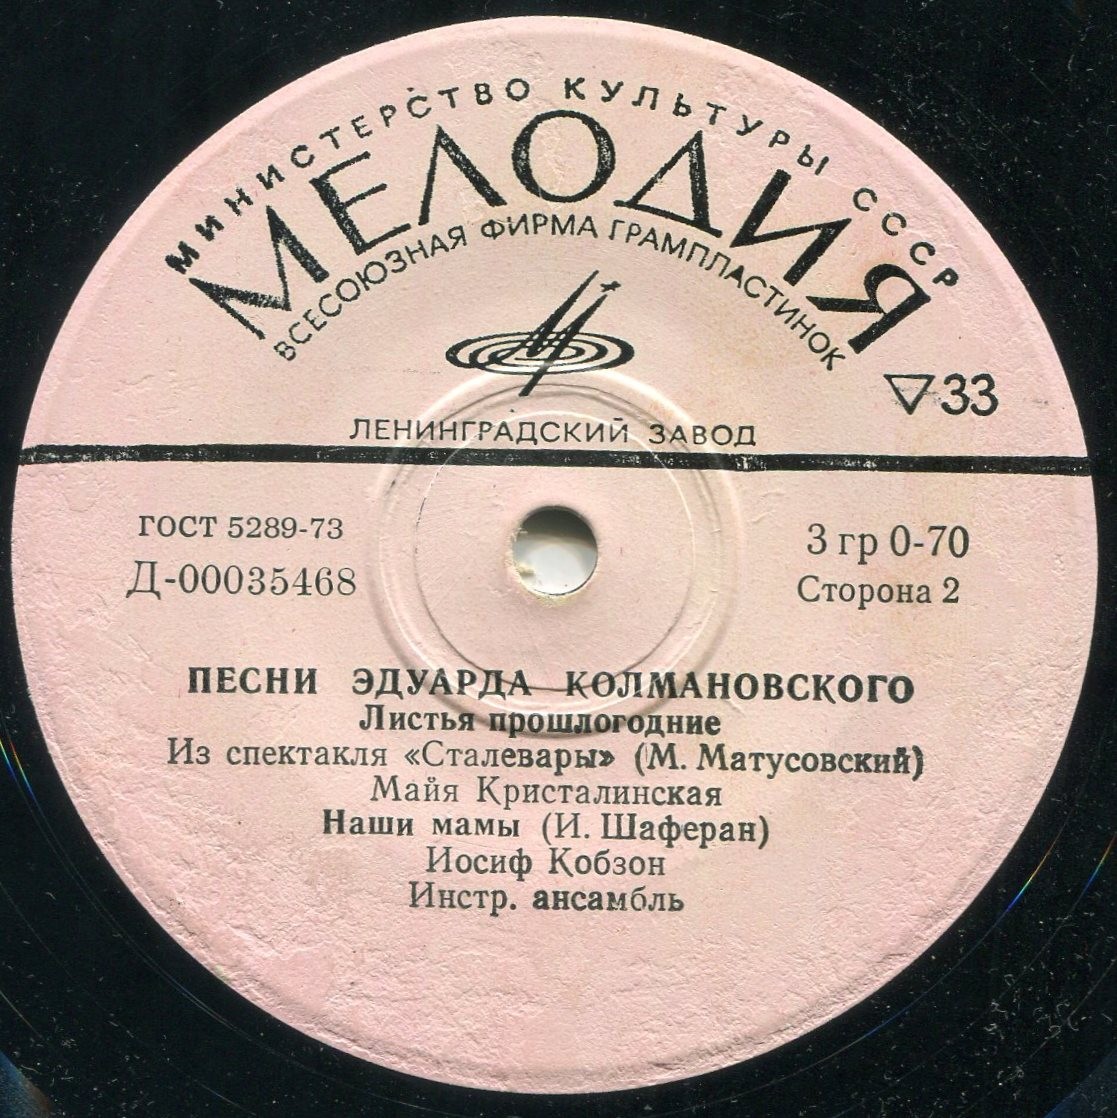 МИНИСТЕРСТВО КУЛЬТУРЫ СССР
МЕЛОДИЯ
ВСЕСОЮЗНАЯ ФИРМА ГРАМПЛАСТИНОК
▽33
ЛЕНИНГРАДСКИЙ ЗАВОД
ГОСТ 5289-73
Д-00035468
3 гр 0-70
Сторона 2
ПЕСНИ ЭДУАРДА КОЛМАНОВСКОГО
Листья прошлогодние
Из спектакля «Сталевары» (М. Матусовский)
Майя Кристалинская
Наши мамы (И. Шаферан)
Иосиф Кобзон
Инстр. ансамбль